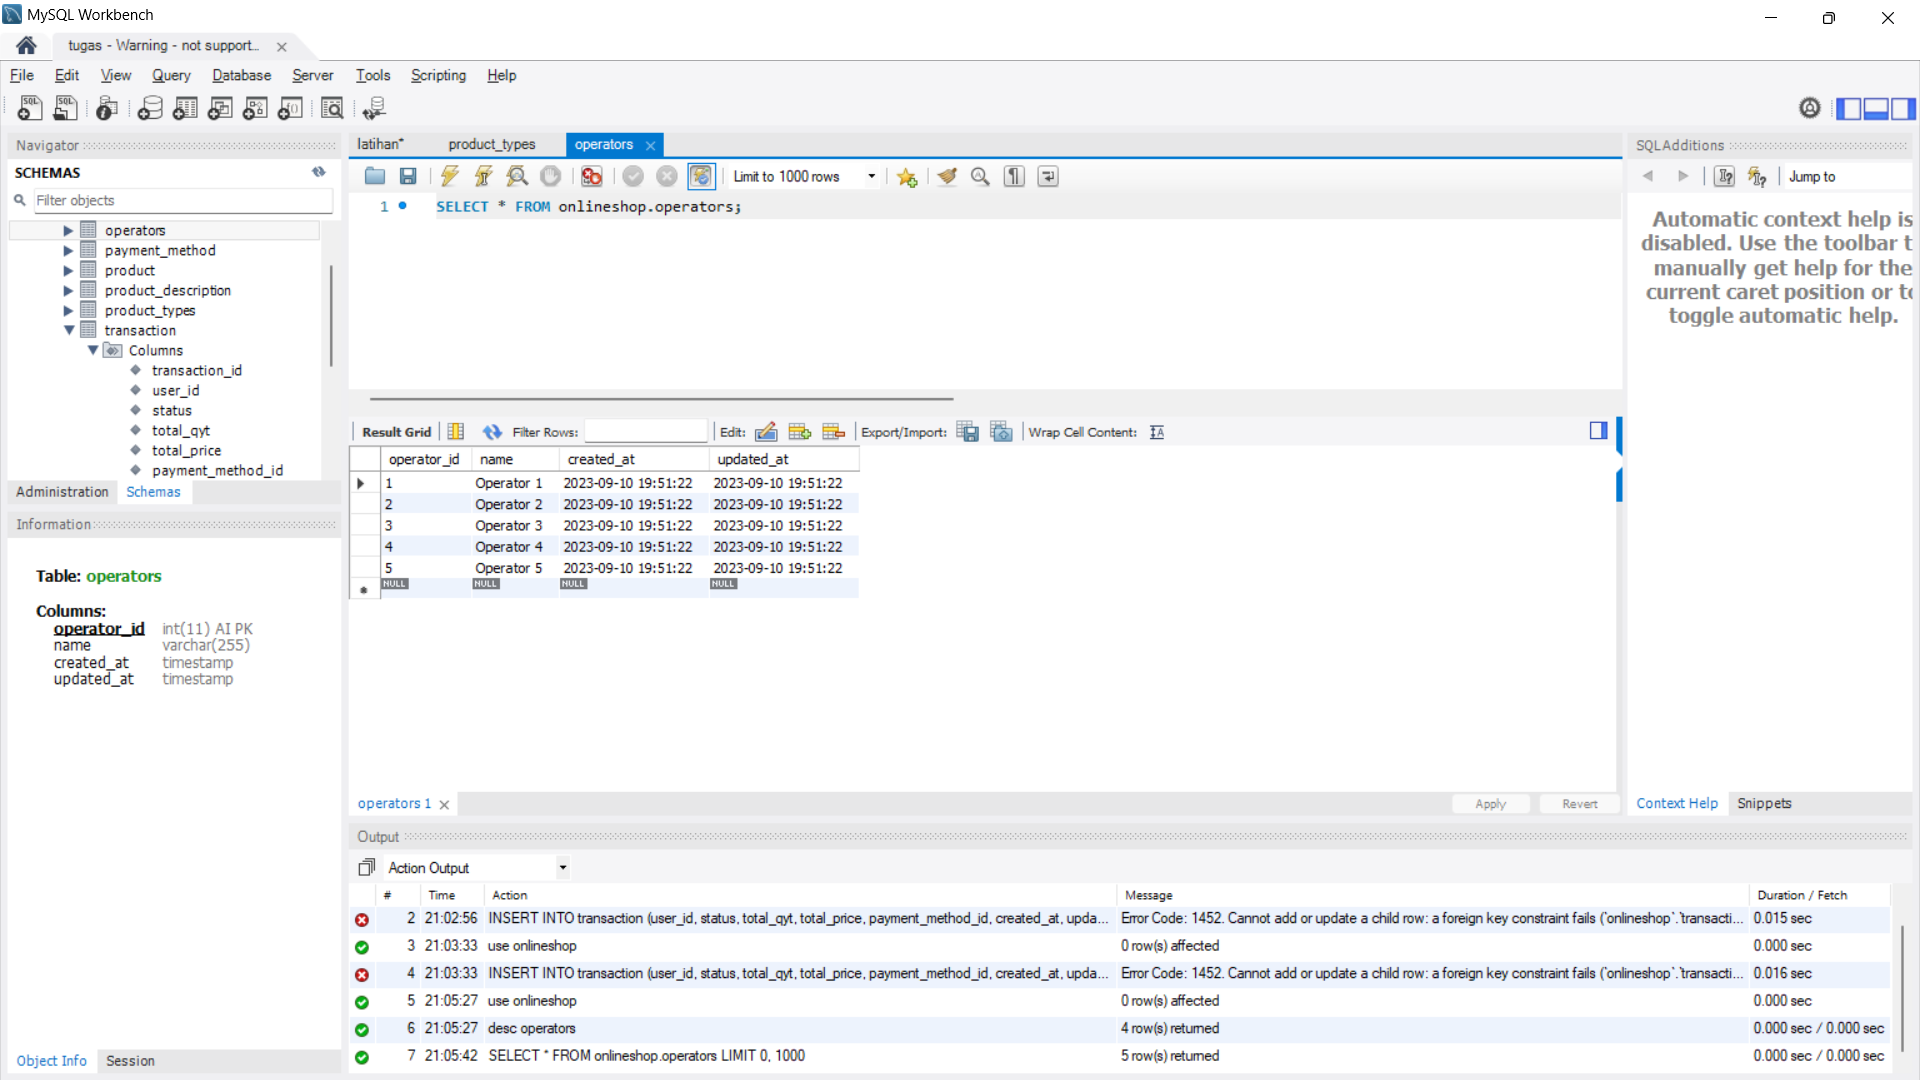 MySQL Workbench
tugas - Warning - not support...
File Edit View Query Database Server Tools Scripting Help
Navigator
SCHEMAS
Filter objects
operators
payment_method
product
product_description
product_types
transaction
Columns
transaction_id
user_id
status
total_qyt
total_price
payment_method_id
Administration Schemas
Information
Table: operators
Columns:
operator_id int(11) AI PK
name varchar(255)
created_at timestamp
updated_at timestamp
Object Info Session
latihan* product_types operators
Limit to 1000 rows
1 SELECT * FROM onlineshop.operators;
Result Grid Filter Rows: Edit: Export/Import: Wrap Cell Content:
operator_id name created_at updated_at
1 Operator 1 2023-09-10 19:51:22 2023-09-10 19:51:22
2 Operator 2 2023-09-10 19:51:22 2023-09-10 19:51:22
3 Operator 3 2023-09-10 19:51:22 2023-09-10 19:51:22
4 Operator 4 2023-09-10 19:51:22 2023-09-10 19:51:22
5 Operator 5 2023-09-10 19:51:22 2023-09-10 19:51:22
NULL NULL NULL NULL
operators 1 Apply Revert
SQLAdditions
Jump to
Automatic context help is
disabled. Use the toolbar t
manually get help for the
current caret position or to
toggle automatic help.
Context Help Snippets
Output
Action Output
# Time Action Message Duration / Fetch
2 21:02:56 INSERT INTO transaction (user_id, status, total_qyt, total_price, payment_method_id, created_at, upda... Error Code: 1452. Cannot add or update a child row: a foreign key constraint fails (`onlineshop`.`transacti... 0.015 sec
3 21:03:33 use onlineshop 0 row(s) affected 0.000 sec
4 21:03:33 INSERT INTO transaction (user_id, status, total_qyt, total_price, payment_method_id, created_at, upda... Error Code: 1452. Cannot add or update a child row: a foreign key constraint fails (`onlineshop`.`transacti... 0.016 sec
5 21:05:27 use onlineshop 0 row(s) affected 0.000 sec
6 21:05:27 desc operators 4 row(s) returned 0.000 sec / 0.000 sec
7 21:05:42 SELECT * FROM onlineshop.operators LIMIT 0, 1000 5 row(s) returned 0.000 sec / 0.000 sec